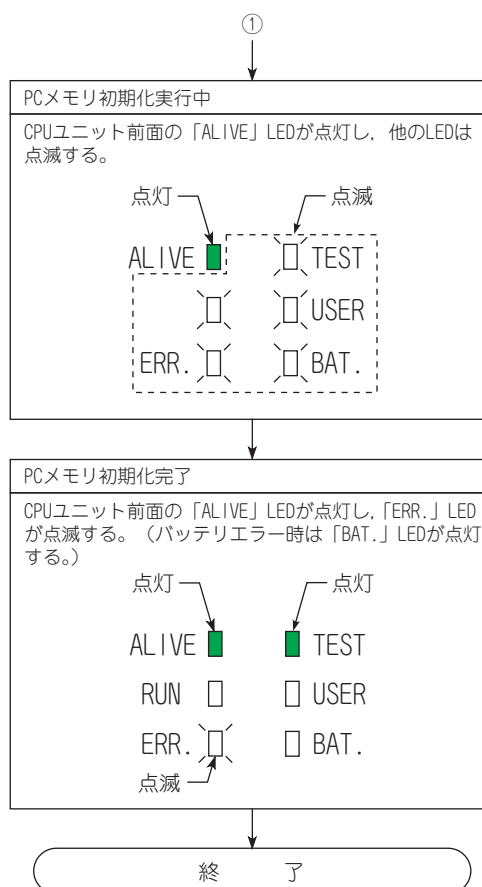 ①
PCメモリ初期化実行中
CPUユニット前面の「ALIVE」LEDが点灯し，他のLEDは
点滅する。
点灯 点滅
ALIVE TEST
USER
ERR. BAT.
PCメモリ初期化完了
CPUユニット前面の「ALIVE」LEDが点灯し，「ERR.」LED
が点滅する。（バッテリエラー時は「BAT.」LEDが点灯
する。）
点灯 点灯
ALIVE TEST
RUN USER
ERR. BAT.
点滅
終 了